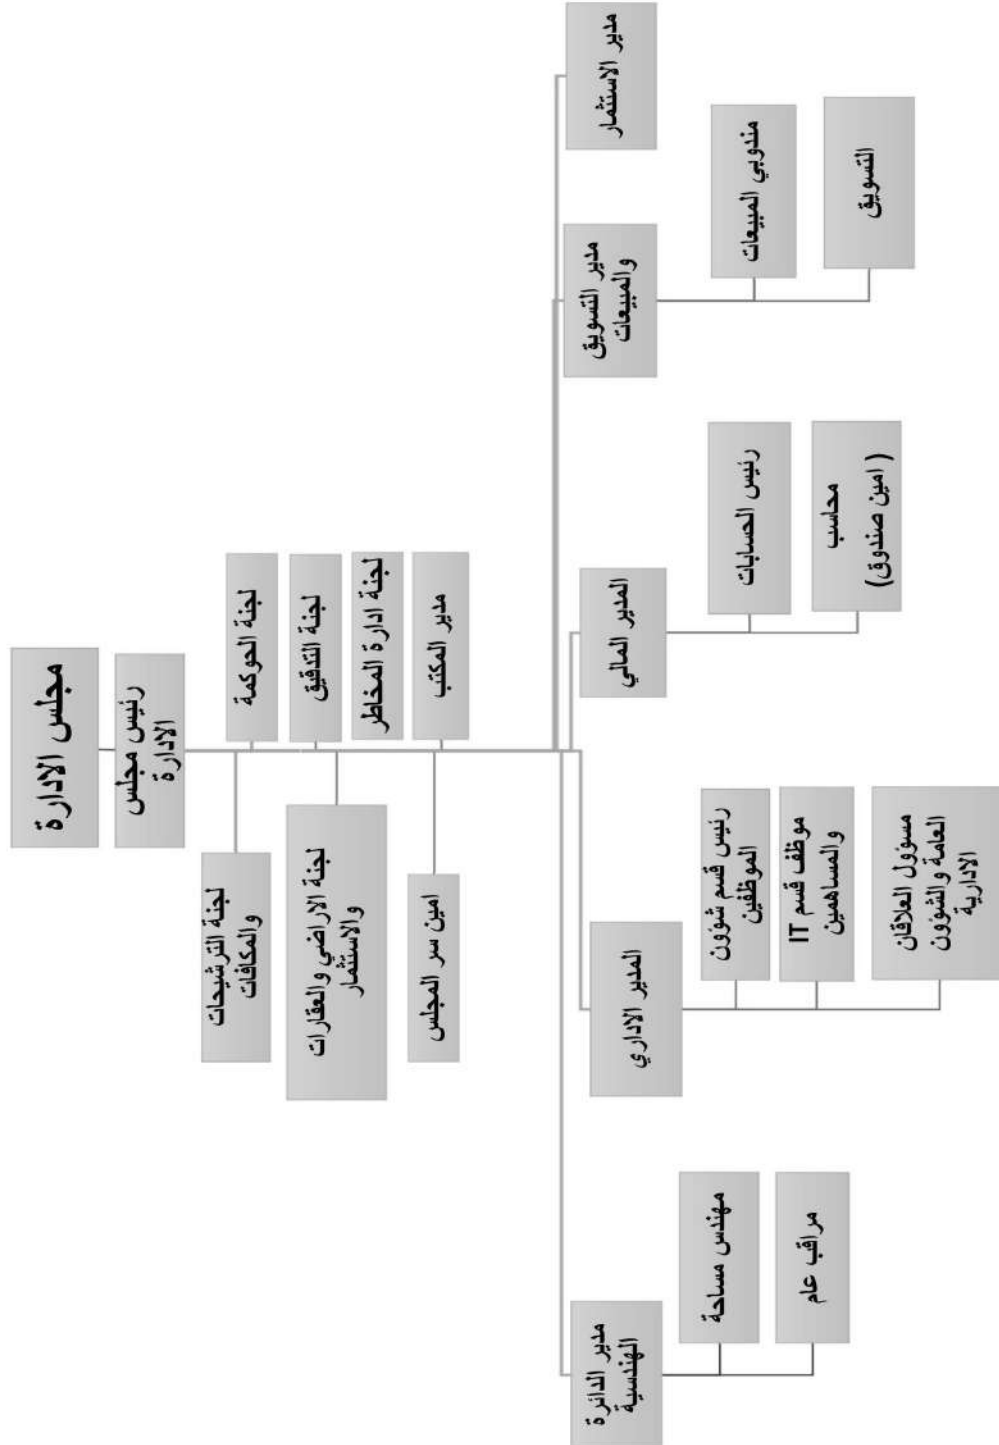 مجلس الادارة
رئيس مجلس
الادارة
لجنة الحوكمة
لجنة الترشيحات
والمكافات
لجنة التدقيق
لجنة الاراضي والعقارات
والاستثمار
لجنة ادارة المخاطر
مدير المكتب
امين سر المجلس
مدير الاستثمار
مدير التسويق
والمبيعات
مندوبي المبيعات
التسويق
المدير المالي
رئيس الحسابات
محاسب
( امين صندوق)
المدير الاداري
رئيس قسم شؤون
الموظفين
موظف قسم IT
والمساهمين
مسؤول العلاقان
العامة والشؤون
الادارية
مدير الدائرة
الهندسية
مهندس مساحة
مراقب عام